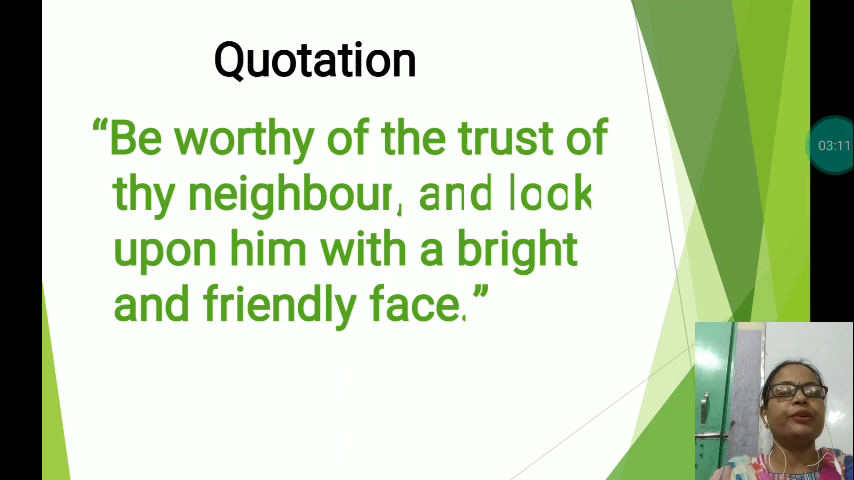 Quotation
“Be worthy of the trust of
thy neighbour, and look
upon him with a bright
and friendly face.”
03:11